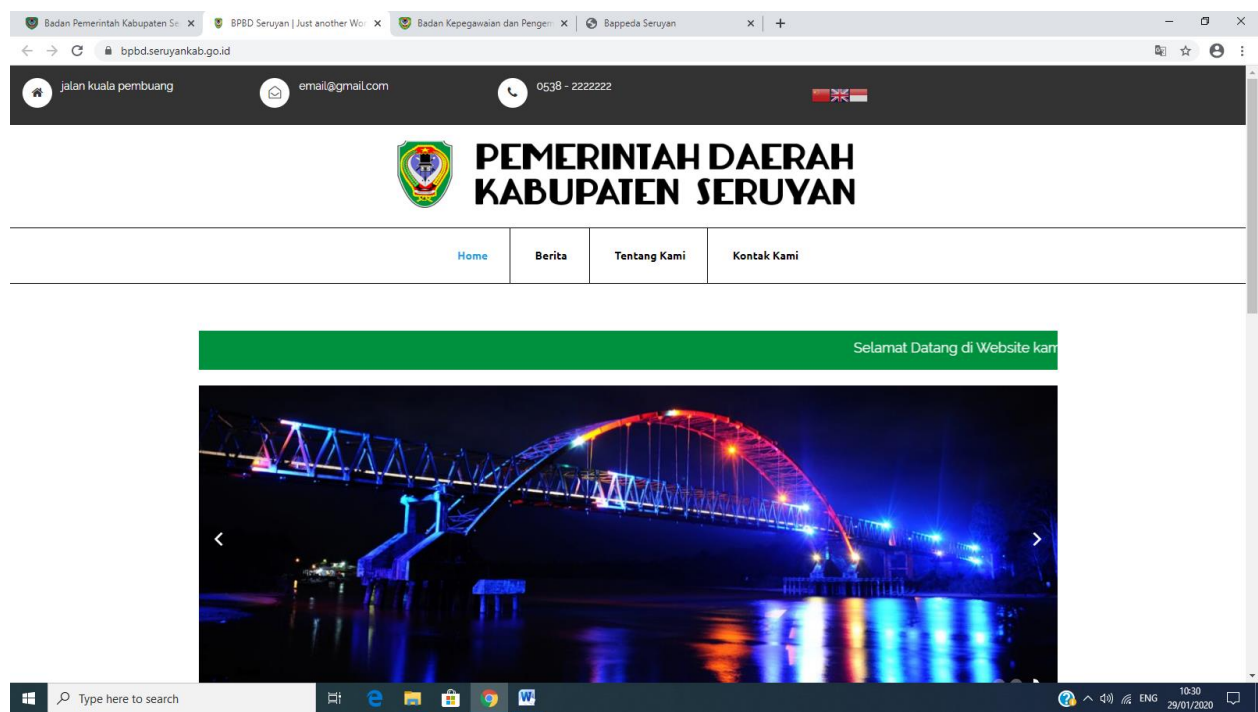 Badan Pemerintah Kabupaten Se
BPBD Seruyan | Just another Wor
Badan Kepegawaian dan Pengem
Bappeda Seruyan
bpbd.seruyankab.go.id
jalan kuala pembuang
email@gmail.com
0538 - 2222222
PEMERINTAH DAERAH
KABUPATEN SERUYAN
Home
Berita
Tentang Kami
Kontak Kami
Selamat Datang di Website kam
Type here to search
ENG
10:30
29/01/2020